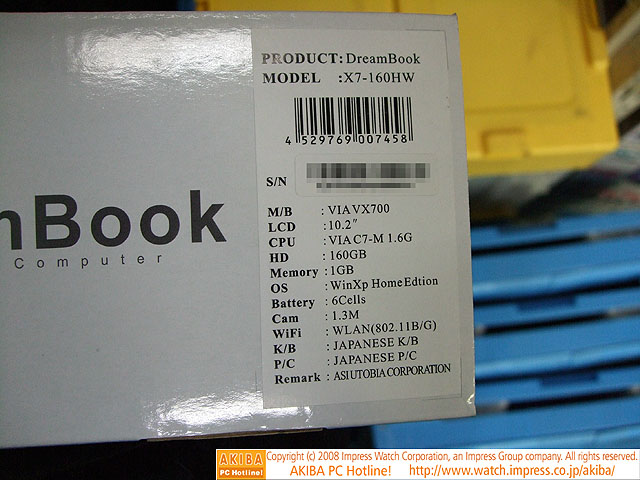 PRODUCT: DreamBook
MODEL : X7-160HW
4 529769 007458
S/N
M/B : VIA VX700
LCD : 10.2"
CPU : VIA C7-M 1.6G
HD : 160GB
Memory : 1GB
OS : WinXp HomeEdtion
Battery : 6Cells
Cam : 1.3M
WiFi : WLAN(802.11B/G)
K/B : JAPANESE K/B
P/C : JAPANESE P/C
Remark : ASI UTOBIA CORPORATION
mBook
Computer
AKIBA PC Hotline!
Copyright (c) 2008 Impress Watch Corporation, an Impress Group company. All rights reserved.
AKIBA PC Hotline! http://www.watch.impress.co.jp/akiba/